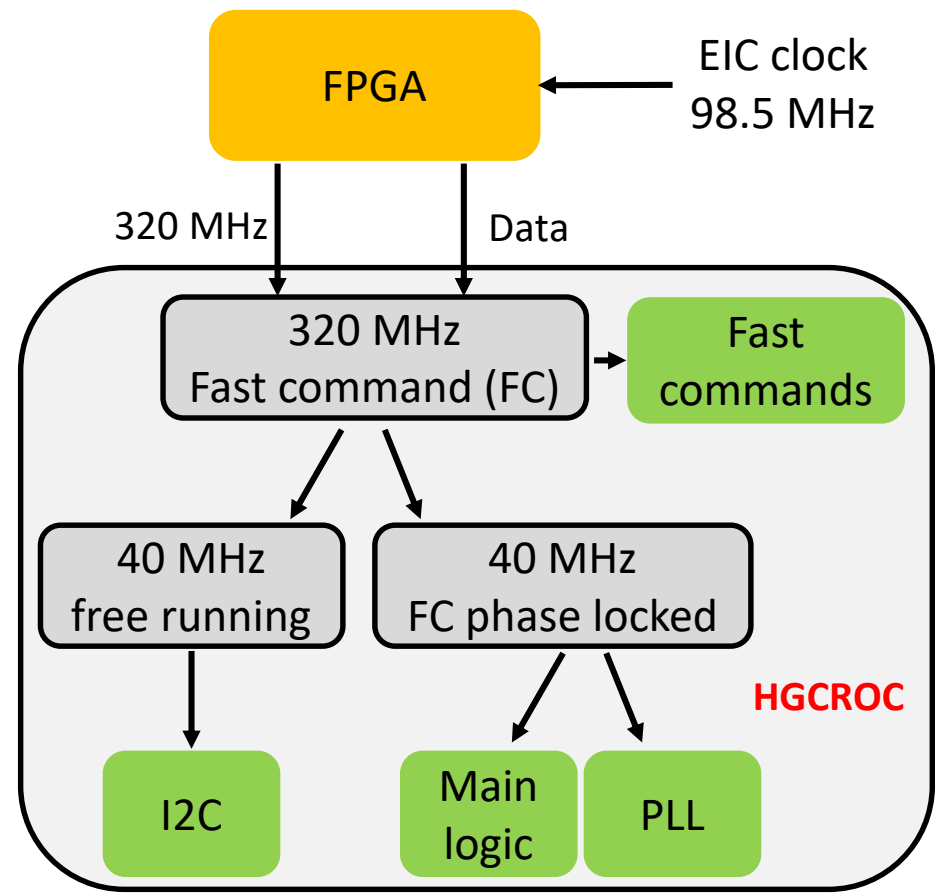 FPGA
EIC clock
98.5 MHz
320 MHz
Data
320 MHz
Fast command (FC)
Fast
commands
40 MHz
free running
40 MHz
FC phase locked
HGCROC
I2C
Main
logic
PLL